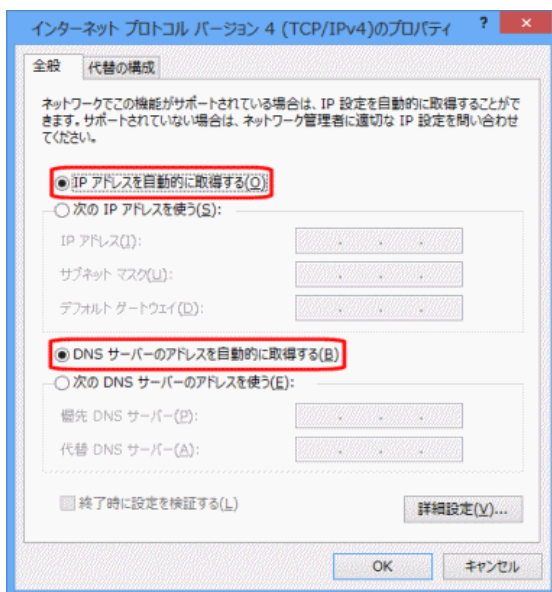 インターネット プロトコル バージョン 4 (TCP/IPv4)のプロパティ
?
×
全般
代替の構成
ネットワークでこの機能がサポートされている場合は、IP 設定を自動的に取得することがで
きます。サポートされていない場合は、ネットワーク管理者に適切な IP 設定を問い合わせ
てください。
IP アドレスを自動的に取得する(O)
次の IP アドレスを使う(S):
IP アドレス(I):
サブネット マスク(U):
デフォルト ゲートウェイ(D):
DNS サーバーのアドレスを自動的に取得する(B)
次の DNS サーバーのアドレスを使う(E):
優先 DNS サーバー(P):
代替 DNS サーバー(A):
終了時に設定を検証する(L)
詳細設定(V)...
OK
キャンセル